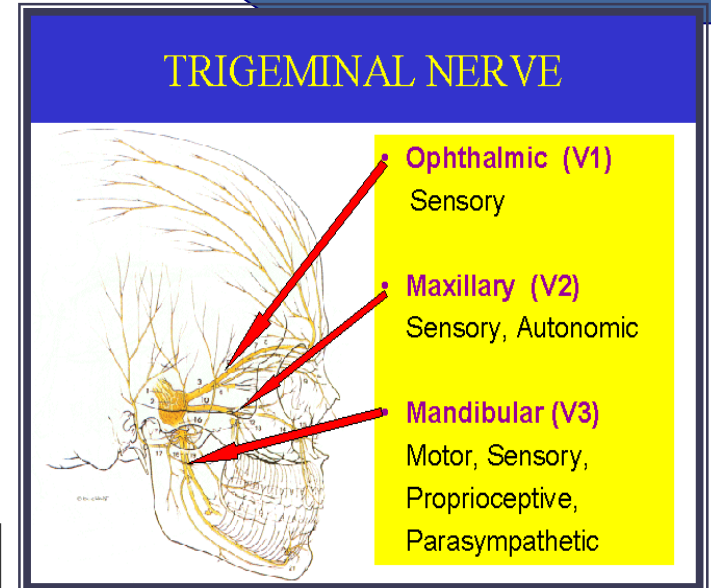 TRIGEMINAL NERVE
• Ophthalmic (V1)
Sensory
• Maxillary (V2)
Sensory, Autonomic
• Mandibular (V3)
Motor, Sensory,
Proprioceptive,
Parasympathetic